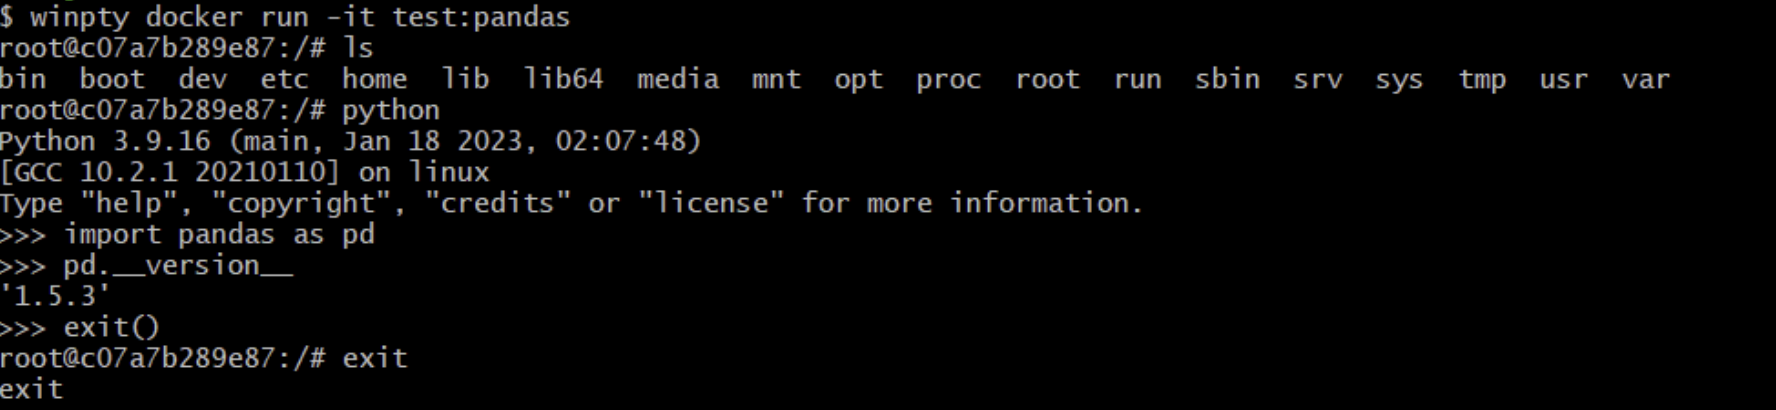 $ winpty docker run -it test:pandas
root@c07a7b289e87:/# ls
bin  boot  dev  etc  home  lib  lib64  media  mnt  opt  proc  root  run  sbin  srv  sys  tmp  usr  var
root@c07a7b289e87:/# python
Python 3.9.16 (main, Jan 18 2023, 02:07:48)
[GCC 10.2.1 20210110] on linux
Type "help", "copyright", "credits" or "license" for more information.
>>> import pandas as pd
>>> pd.__version__
'1.5.3'
>>> exit()
root@c07a7b289e87:/# exit
exit